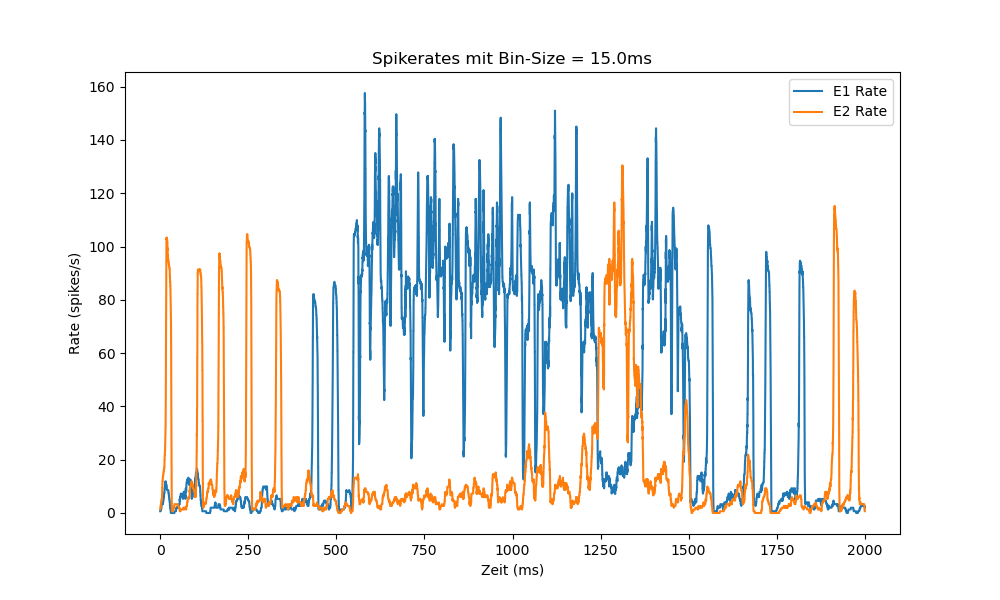 Spikerates mit Bin-Size = 15.0ms
E1 Rate
E2 Rate
160
140
120
100
80
60
40
20
0
Rate (spikes/s)
0 250 500 750 1000 1250 1500 1750 2000
Zeit (ms)